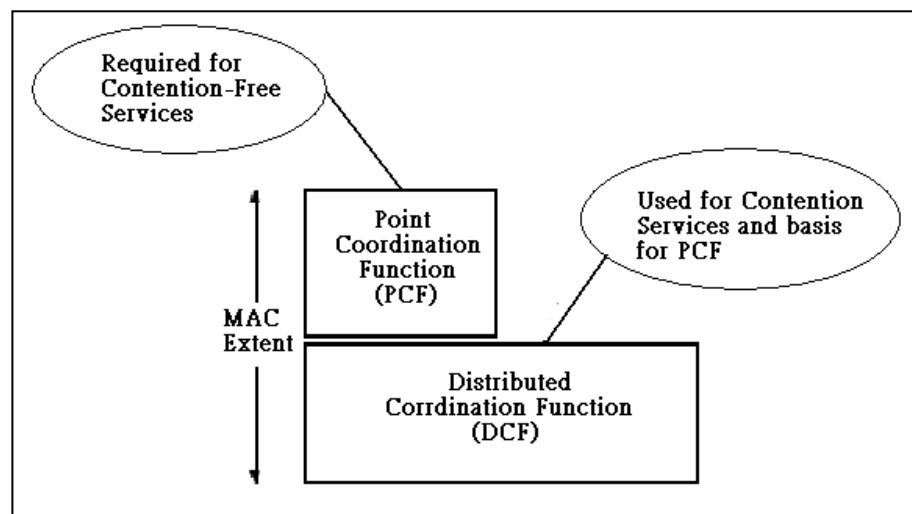 Required for
Contention-Free
Services
Used for Contention
Services and basis
for PCF
Point
Coordination
Function
(PCF)
MAC
Extent
Distributed
Corrdination Function
(DCF)